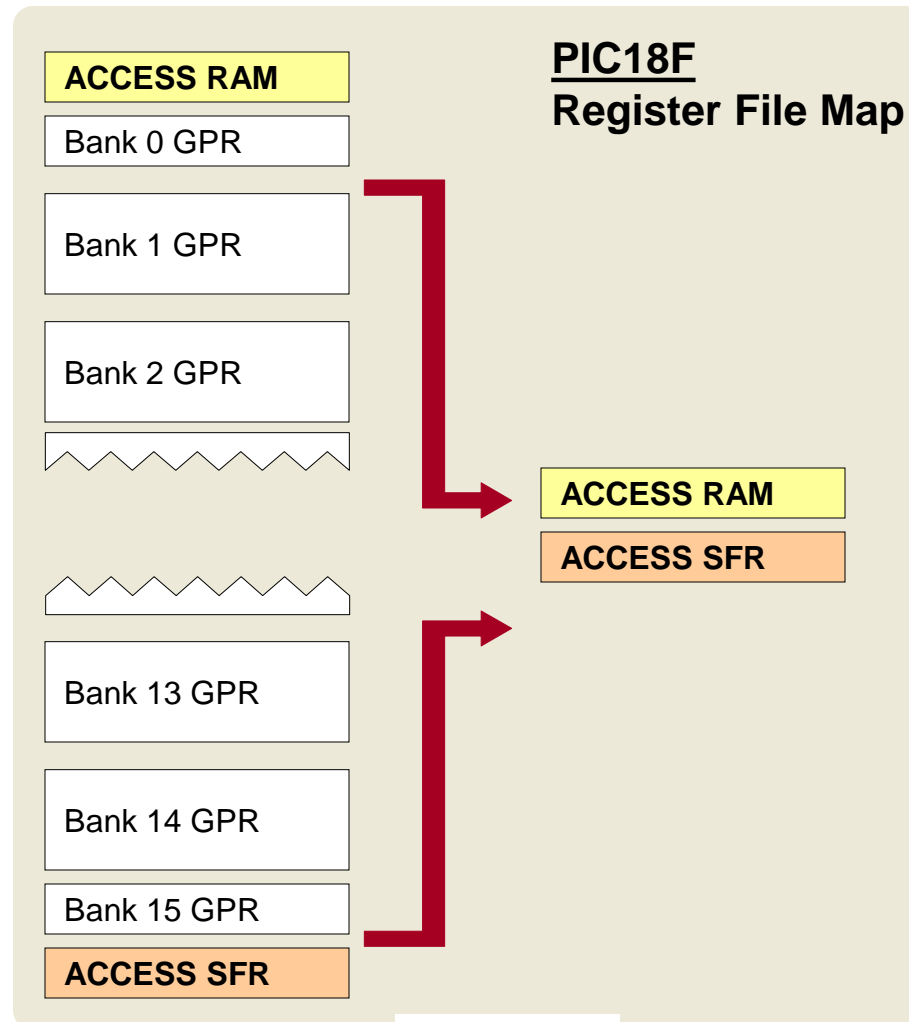 PIC18F
Register File Map
ACCESS RAM
Bank 0 GPR
Bank 1 GPR
Bank 2 GPR
Bank 13 GPR
Bank 14 GPR
Bank 15 GPR
ACCESS SFR
ACCESS RAM
ACCESS SFR